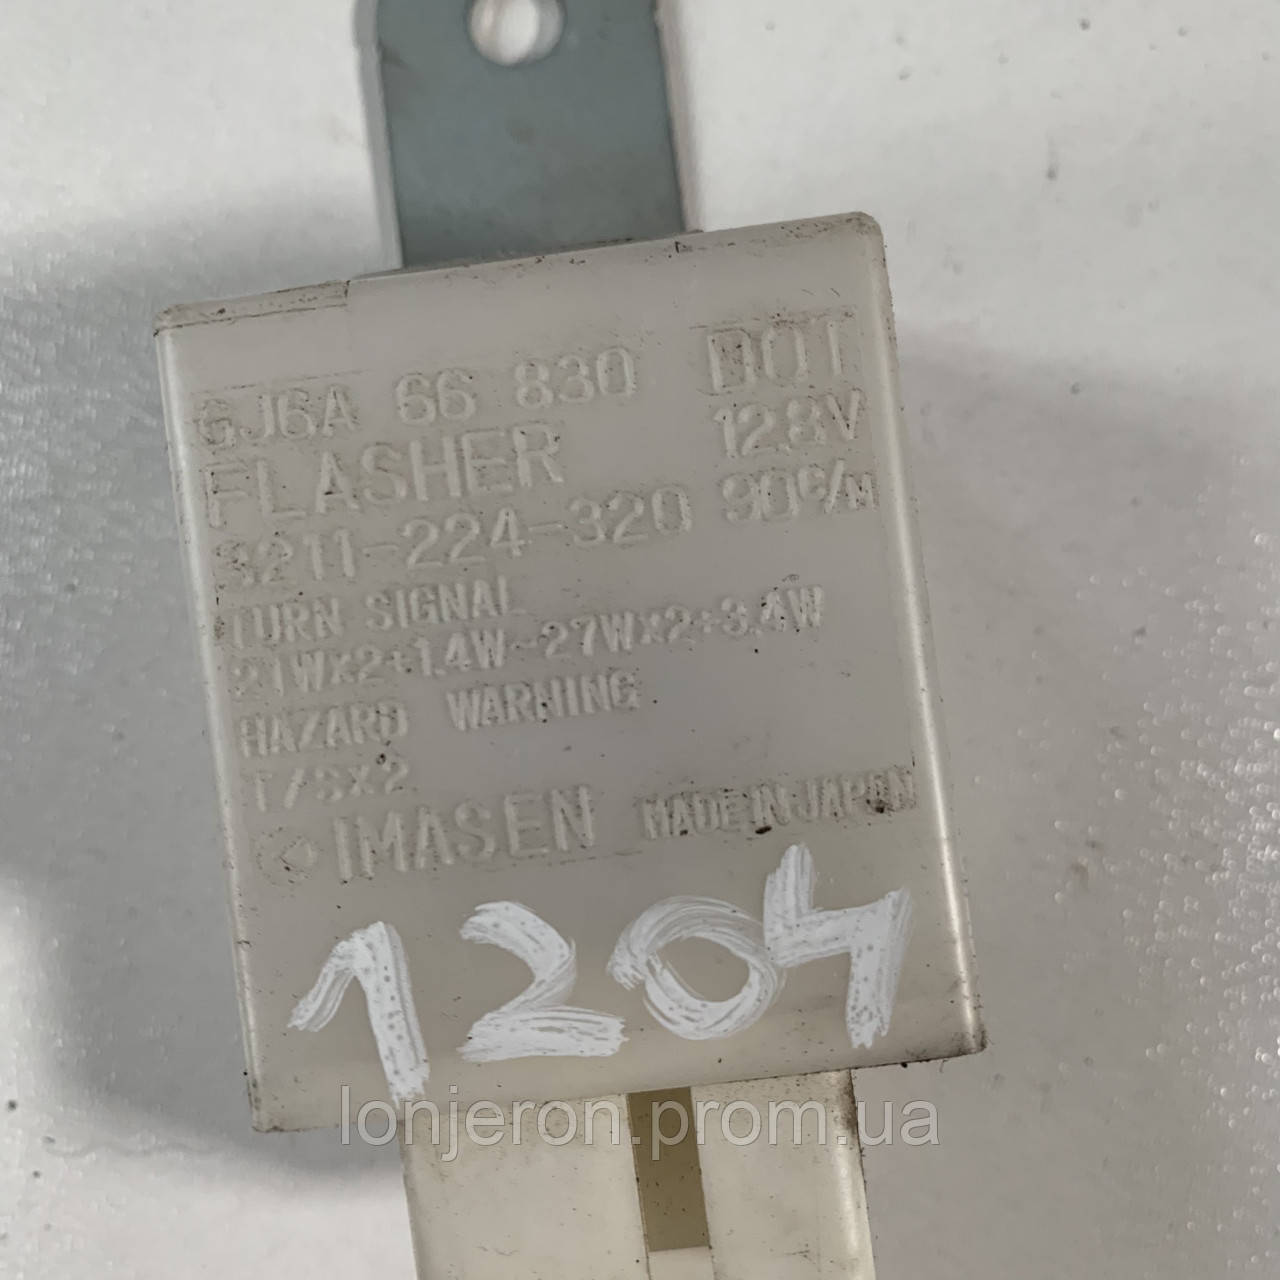 GJ6A 66 830 DOT
FLASHER 12.8V
3211-224-320 90c/M
TURN SIGNAL
21Wx2+1.4W-27Wx2+3.4W
HAZARD WARNING
T/Sx2
IMASEN MADE IN JAPAN
1204
lonjeron.prom.ua